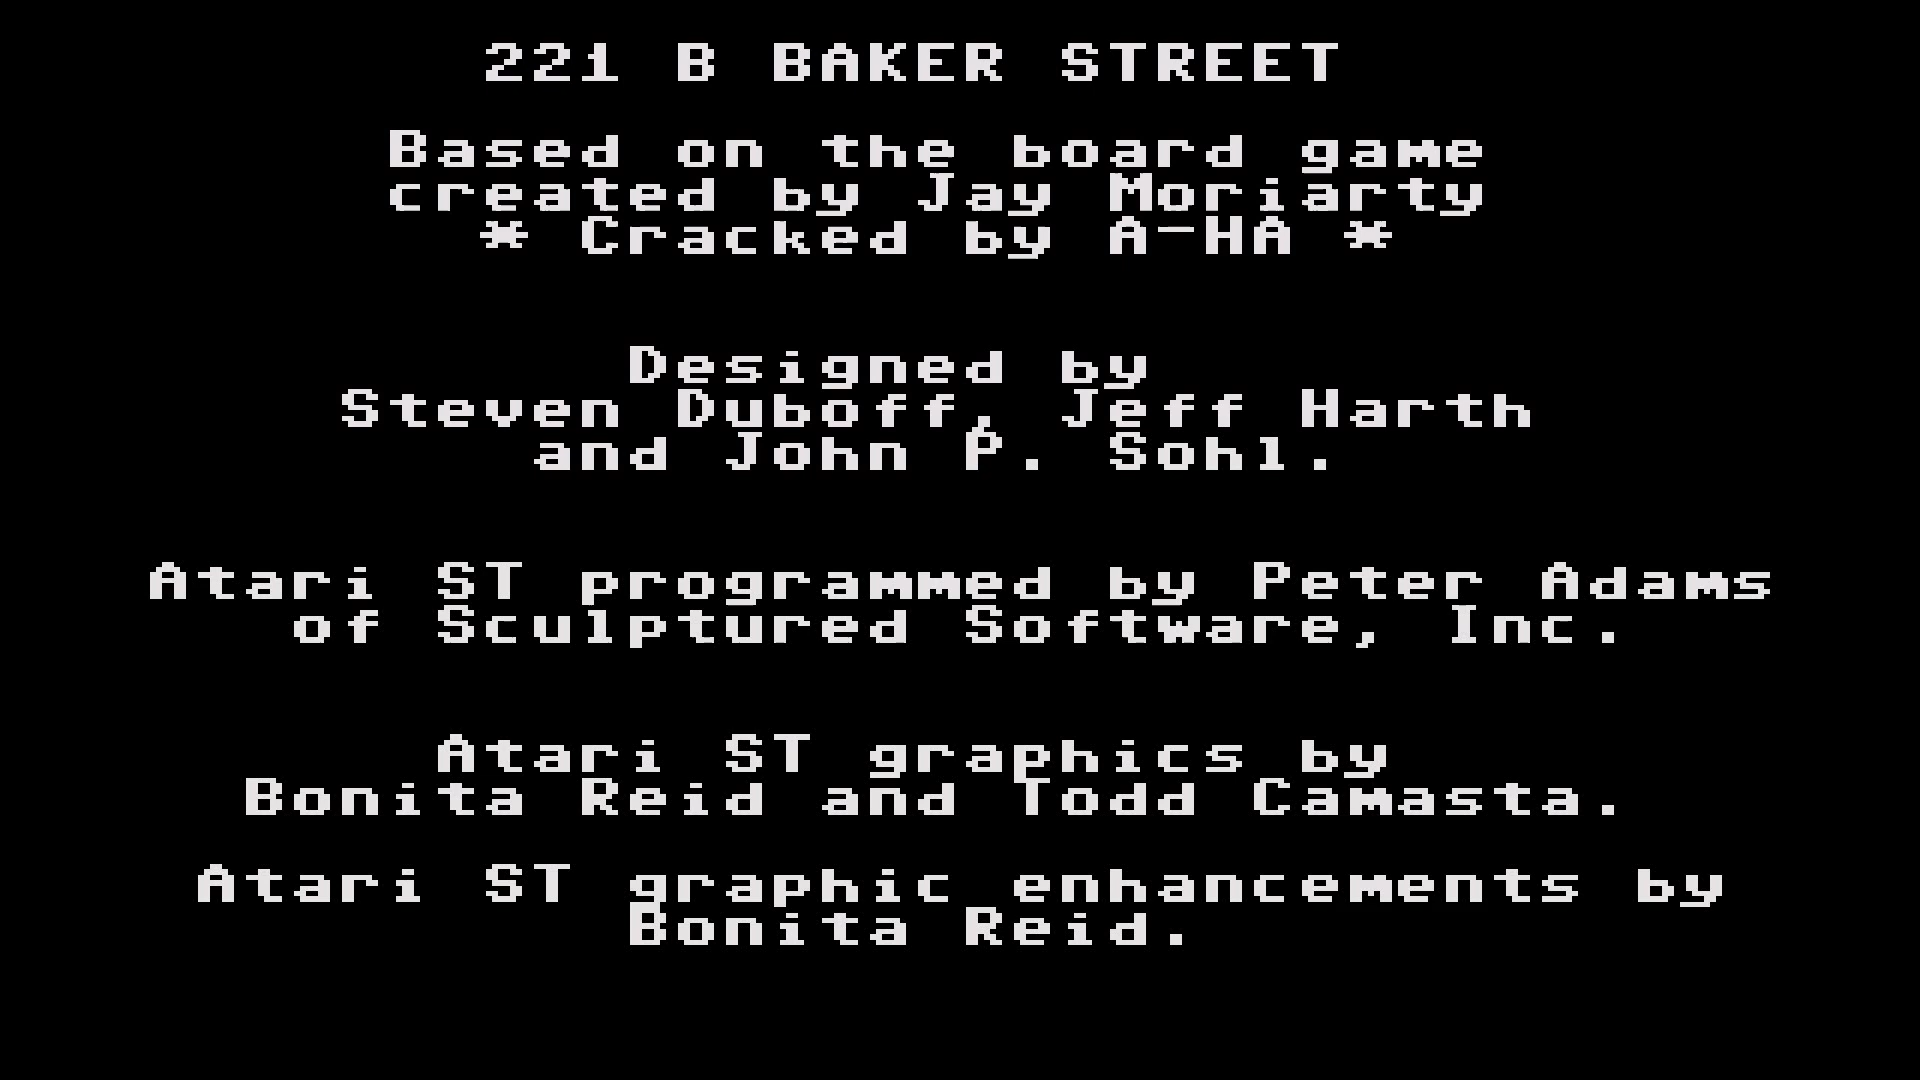 221 B BAKER STREET
Based on the board game
created by Jay Moriarty
* Cracked by A-HA *
Designed by
Steven Duboff, Jeff Harth
and John P. Sohl.
Atari ST programmed by Peter Adams
of Sculptured Software, Inc.
Atari ST graphics by
Bonita Reid and Todd Camasta.
Atari ST graphic enhancements by
Bonita Reid.